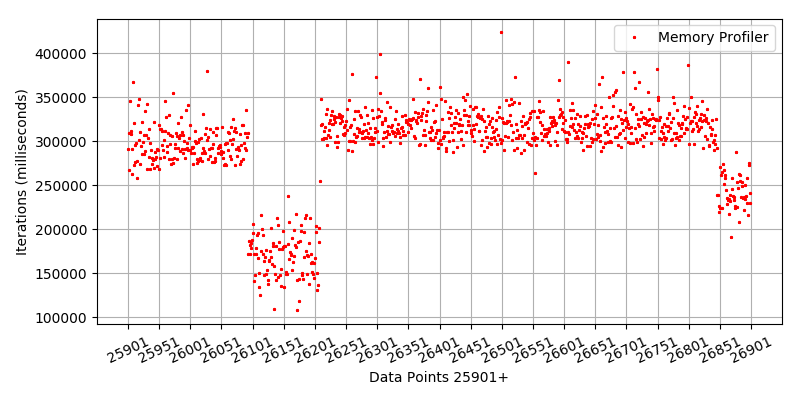 Memory Profiler
Iterations (milliseconds)
400000
350000
300000
250000
200000
150000
100000
25901 25951 26001 26051 26101 26151 26201 26251 26301 26351 26401 26451 26501 26551 26601 26651 26701 26751 26801 26851 26901
Data Points 25901+